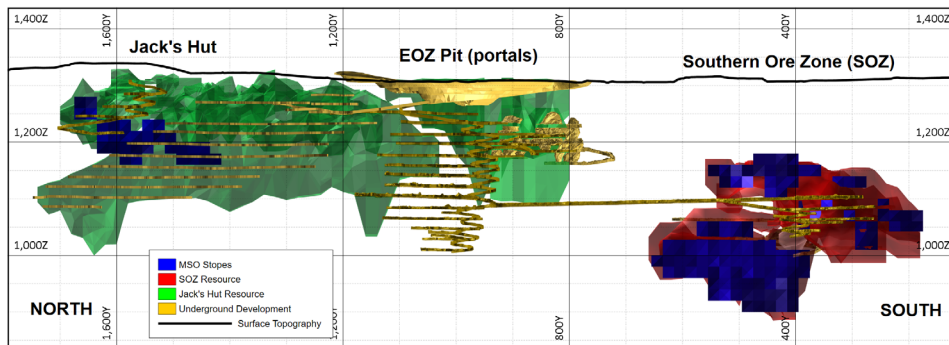 1,400Z
1,600Y
1,200Y
800Y
400Y
1,400Z
Jack's Hut
EOZ Pit (portals)
Southern Ore Zone (SOZ)
1,200Z
1,200Z
1,000Z
1,000Z
MSO Stopes
SOZ Resource
Jack's Hut Resource
Underground Development
Surface Topography
NORTH
SOUTH
1,600Y
1,200Y
800Y
400Y